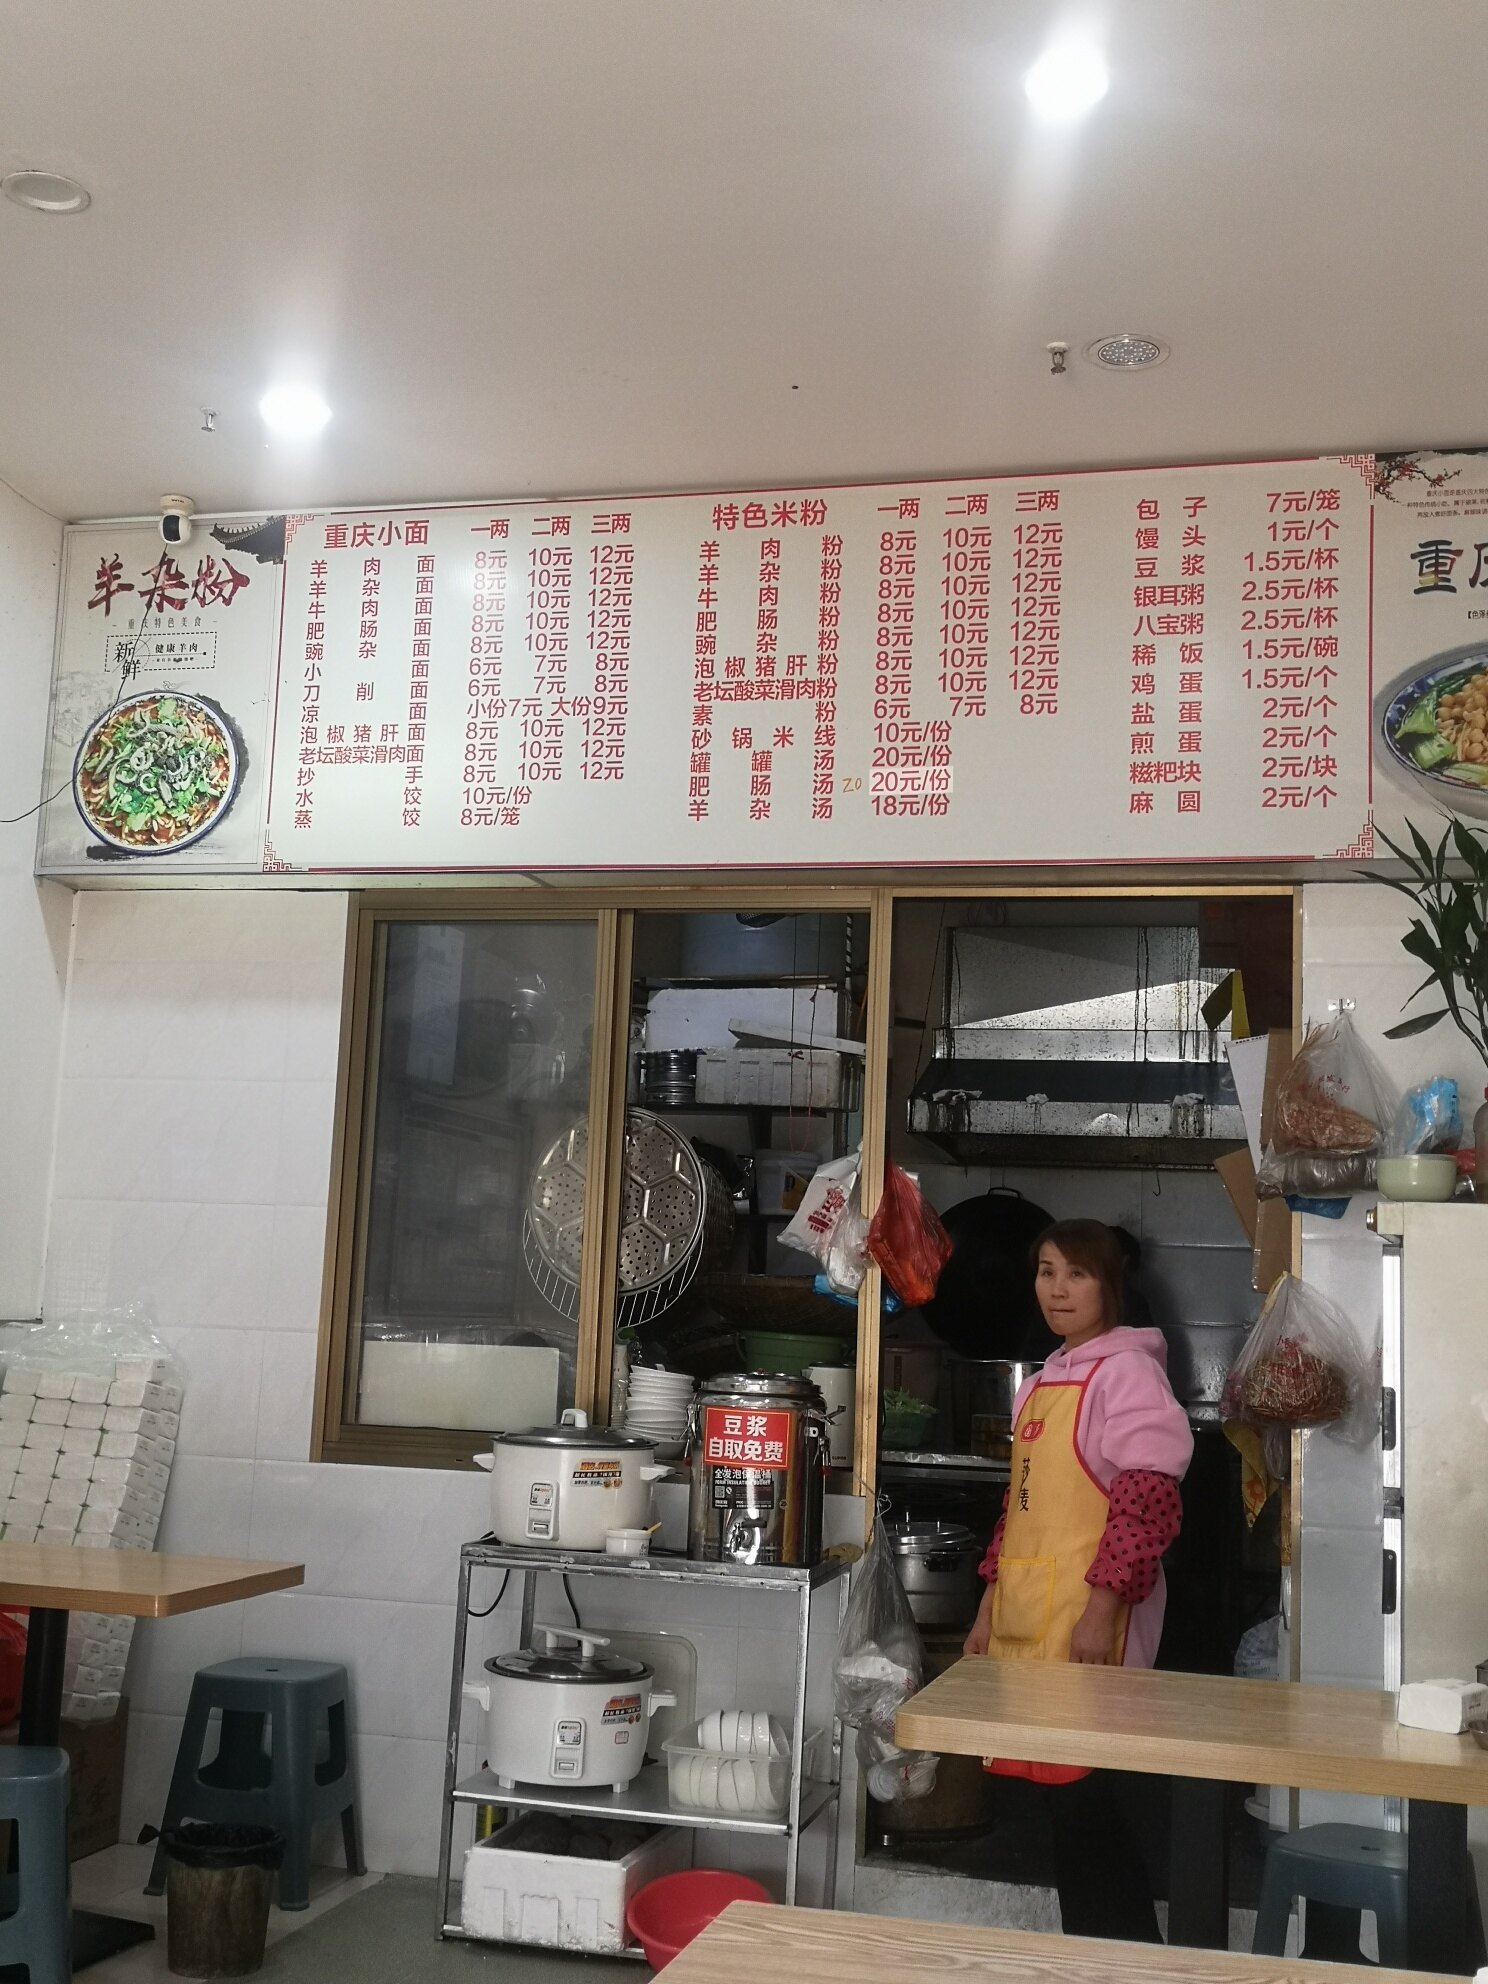 羊杂粉
重庆特色美食
新鲜
健康羊肉
重庆小面 一两 二两 三两
羊肉面 8元 10元 12元
羊杂面 8元 10元 12元
牛肉面 8元 10元 12元
肥肠面 8元 10元 12元
豌杂面 8元 10元 12元
小面 6元 7元 8元
刀削面 6元 7元 8元
凉面 小份7元 大份9元
泡椒猪肝面 8元 10元 12元
老坛酸菜滑肉面 8元 10元 12元
抄手 8元 10元 12元
水饺 10元/份
蒸饺 8元/笼
特色米粉 一两 二两 三两
羊肉粉 8元 10元 12元
羊杂粉 8元 10元 12元
牛肉粉 8元 10元 12元
肥肠粉 8元 10元 12元
豌杂粉 8元 10元 12元
泡椒猪肝粉 8元 10元 12元
老坛酸菜滑肉粉 8元 10元 12元
素粉 6元 7元 8元
砂锅米线 10元/份
罐罐汤 20元/份
肥肠汤 20 20元/份
羊杂汤 18元/份
包子 7元/笼
馒头 1元/个
豆浆 1.5元/杯
银耳粥 2.5元/杯
八宝粥 2.5元/杯
稀饭 1.5元/碗
鸡蛋 1.5元/个
盐蛋 2元/个
煎蛋 2元/个
糍粑块 2元/块
麻圆 2元/个
重庆
豆浆
自取免费
全发泡保温桶
莎麦